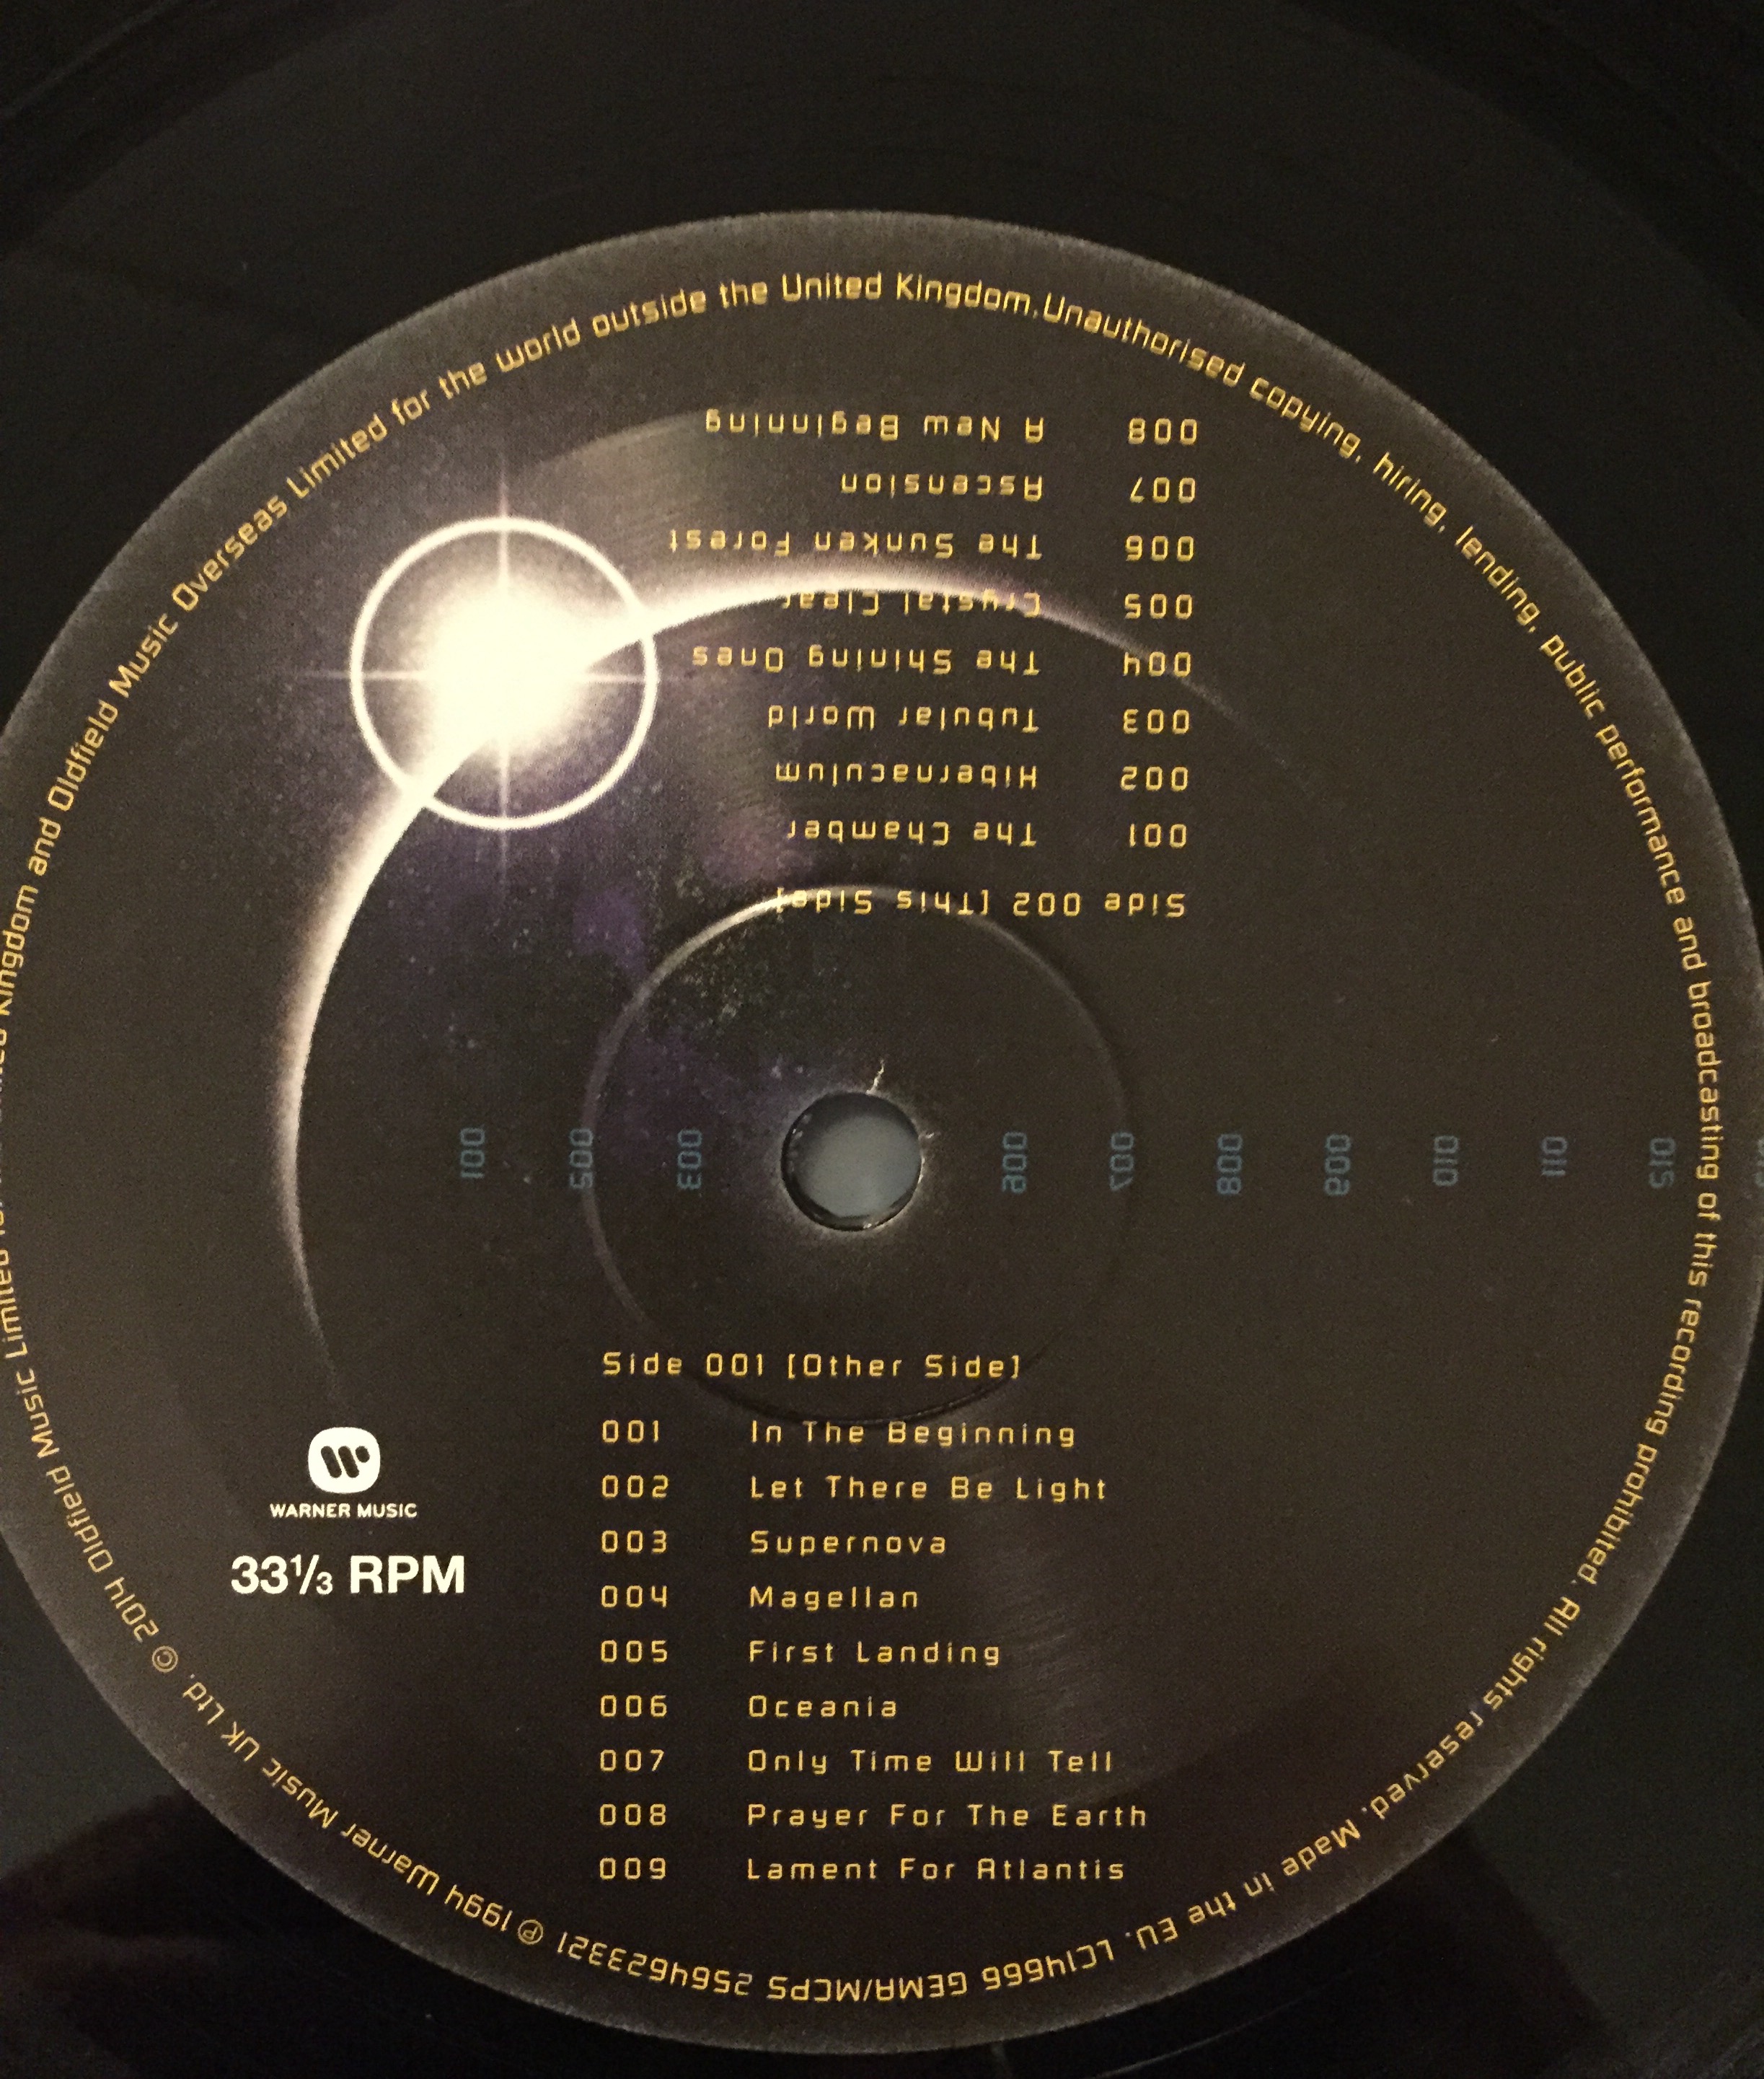 Side 002 [This Side]
001 The Chamber
002 Hibernaculum
003 Tubular World
004 The Shining Ones
005 Crystal Clear
006 The Sunken Forest
007 Ascension
008 A New Beginning
001 002 003 006 007 008 009 010 011 012
Side 001 [Other Side]
001 In The Beginning
002 Let There Be Light
003 Supernova
004 Magellan
005 First Landing
006 Oceania
007 Only Time Will Tell
008 Prayer For The Earth
009 Lament For Atlantis
WARNER MUSIC
33⅓ RPM
℗ 1994 Warner Music UK Ltd. © 2014 Oldfield Music Limited Kingdom and Oldfield Music Overseas Limited for the world outside the United Kingdom. Unauthorised copying, hiring, lending, public performance and broadcasting of this recording prohibited. All rights reserved. Made in the EU. LC14666 GEMA/MCPS 2564623321